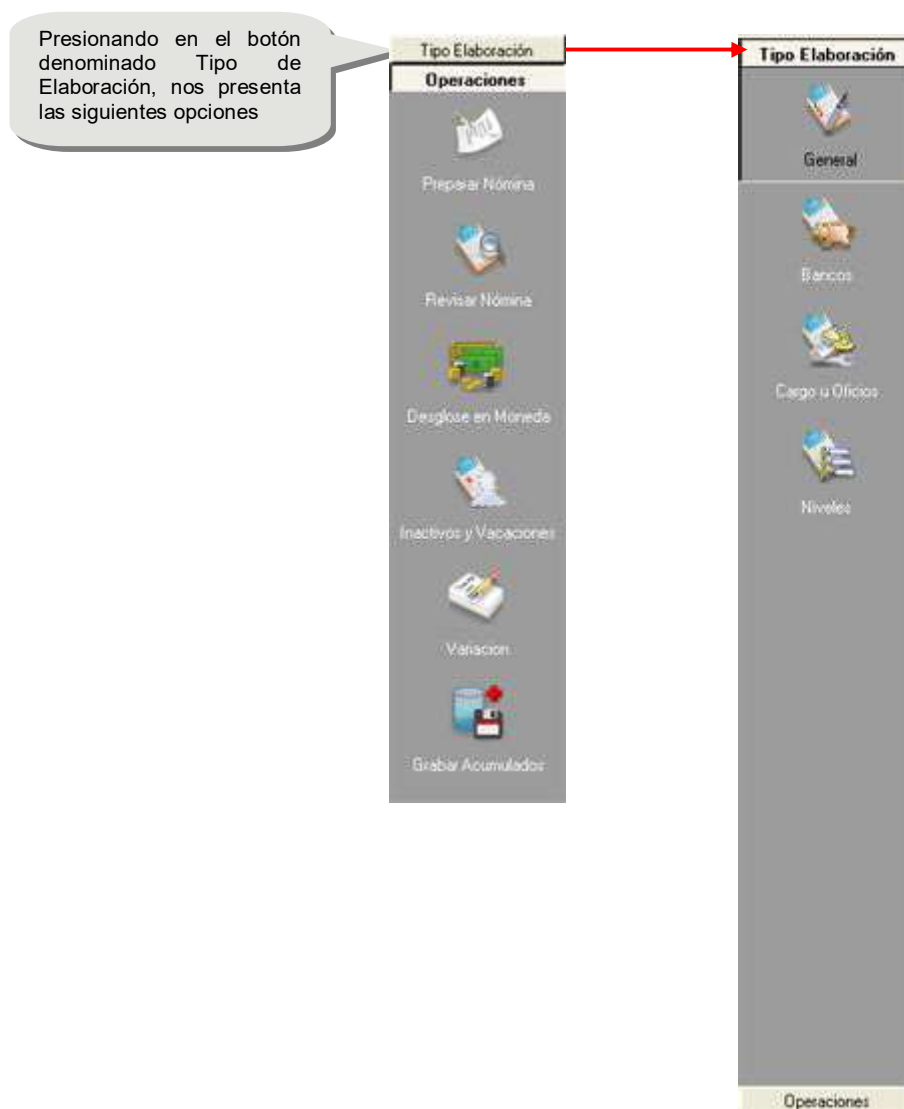 Presionando en el botón
denominado Tipo de
Elaboración, nos presenta
las siguientes opciones
Tipo Elaboración
Operaciones
Preparar Nómina
Revisar Nómina
Desglose en Moneda
Inactivos y Vacaciones
Variacion
Grabar Acumulados
Tipo Elaboración
General
Bancos
Cargo u Oficios
Niveles
Operaciones